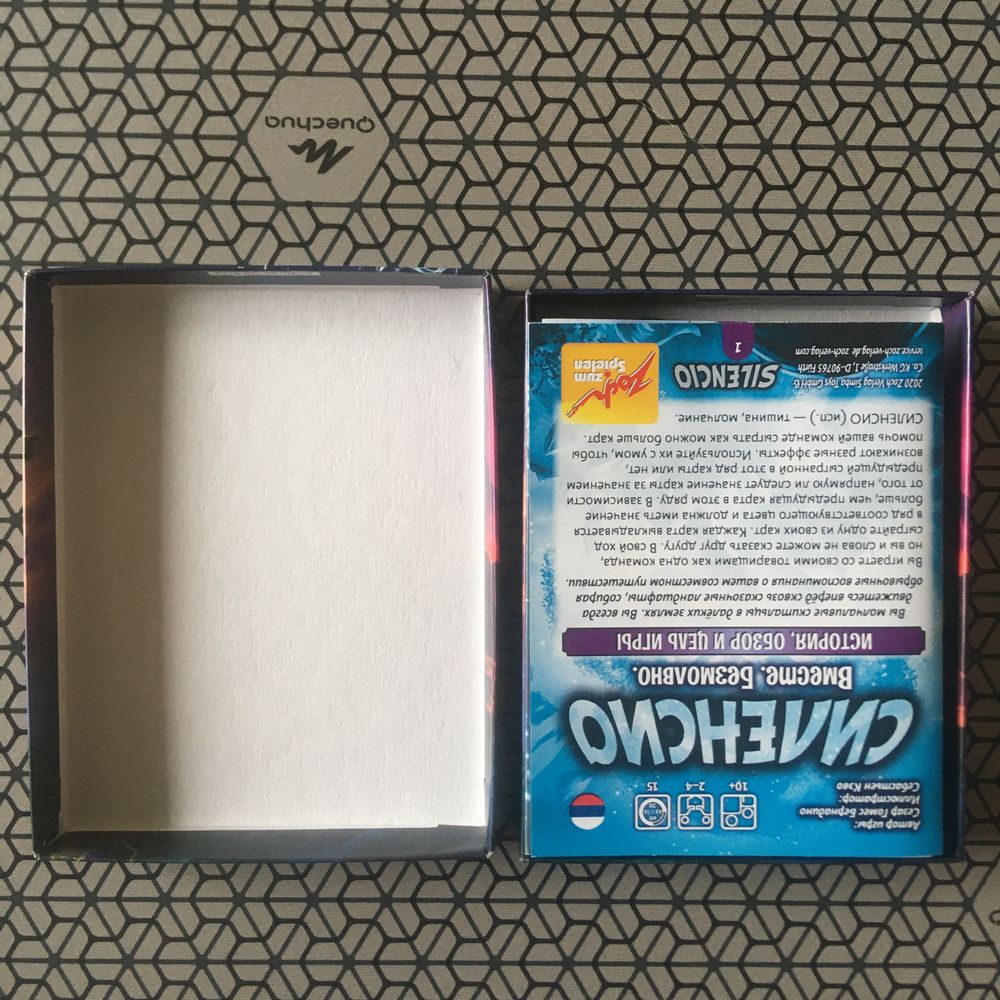 Автор игры:
Сезар Гомес Бернардино
Иллюстратор:
Себастьен Кэво
10+
2–4
15
СИЛЕНСИО
Вместе. Безмолвно.
ИСТОРИЯ, ОБЗОР И ЦЕЛЬ ИГРЫ
Вы молчаливые скитальцы в далёких землях. Вы всегда
движетесь вперёд сквозь сказочные ландшафты, собирая
обрывочные воспоминания о вашем совместном путешествии.
Вы играете со своими товарищами как одна команда,
но вы и слова не можете сказать друг другу. В свой ход
сыграйте одну из своих карт. Каждая карта выкладывается
в ряд соответствующего цвета и должна иметь значение
больше, чем предыдущая карта в этом ряду. В зависимости
от того, напрямую ли следует значение карты за значением
предыдущей сыгранной в этот ряд карты или нет,
возникают разные эффекты. Используйте их с умом, чтобы
помочь вашей команде сыграть как можно больше карт.
СИЛЕНСИО (исп.) — тишина, молчание.
2020 Zoch Verlag Simba Toys GmbH &
Co. KG Werkstraße 1, D-90765 Fürth
service.zoch-verlag.de zoch-verlag.com
SILENCIO
1
Zoch
zum
Spielen
Quechua